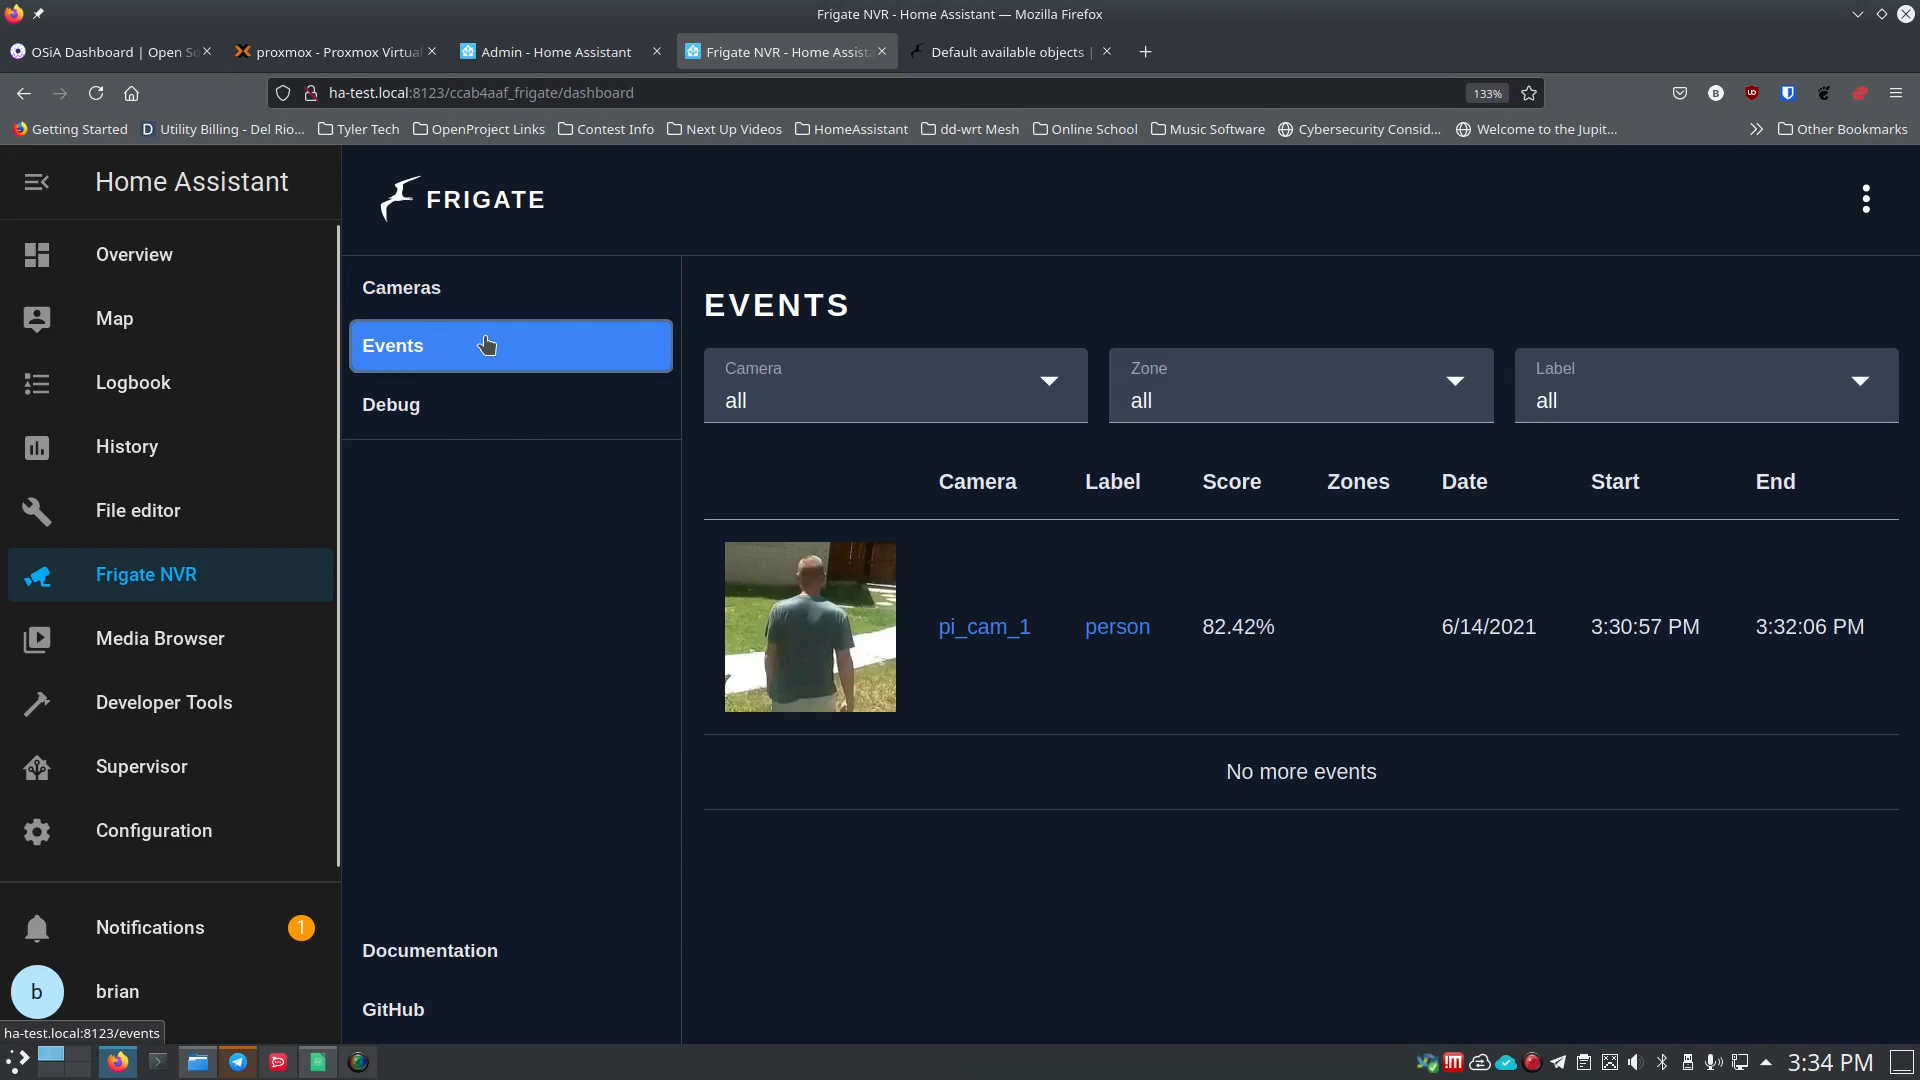 Frigate NVR - Home Assistant — Mozilla Firefox
OSiA Dashboard | Open So
proxmox - Proxmox Virtua
Admin - Home Assistant
Frigate NVR - Home Assista
Default available objects |
ha-test.local:8123/ccab4aaf_frigate/dashboard
133%
Getting Started
Utility Billing - Del Rio...
Tyler Tech
OpenProject Links
Contest Info
Next Up Videos
HomeAssistant
dd-wrt Mesh
Online School
Music Software
Cybersecurity Consid...
Welcome to the Jupit...
Other Bookmarks
Home Assistant
Overview
Map
Logbook
History
File editor
Frigate NVR
Media Browser
Developer Tools
Supervisor
Configuration
Notifications
1
b
brian
ha-test.local:8123/events
FRIGATE
Cameras
Events
Debug
Documentation
GitHub
EVENTS
Camera
all
Zone
all
Label
all
Camera Label Score Zones Date Start End
pi_cam_1 person 82.42% 6/14/2021 3:30:57 PM 3:32:06 PM
No more events
3:34 PM